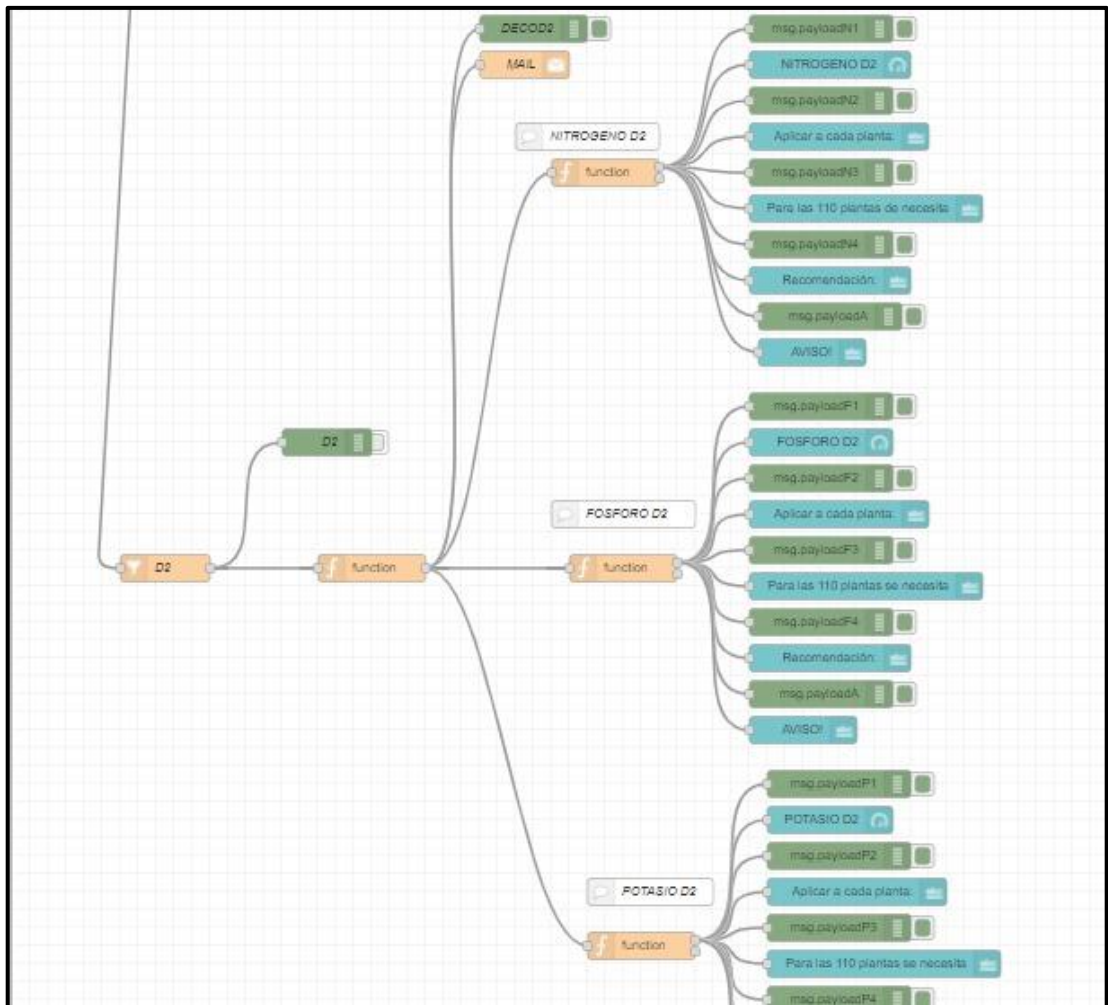 DECOD2
MAIL
NITROGENO D2
function
msg.payloadN1
NITROGENO D2
msg.payloadN2
Aplicar a cada planta:
msg.payloadN3
Para las 110 plantas de necesita
msg.payloadN4
Recomendación:
msg.payloadA
AVISO!
D2
D2
function
FOSFORO D2
function
msg.payloadF1
FOSFORO D2
msg.payloadF2
Aplicar a cada planta:
msg.payloadF3
Para las 110 plantas se necesita
msg.payloadF4
Recomendación:
msg.payloadA
AVISO!
POTASIO D2
function
msg.payloadP1
POTASIO D2
msg.payloadP2
Aplicar a cada planta:
msg.payloadP3
Para las 110 plantas se necesita
msg.payloadP4